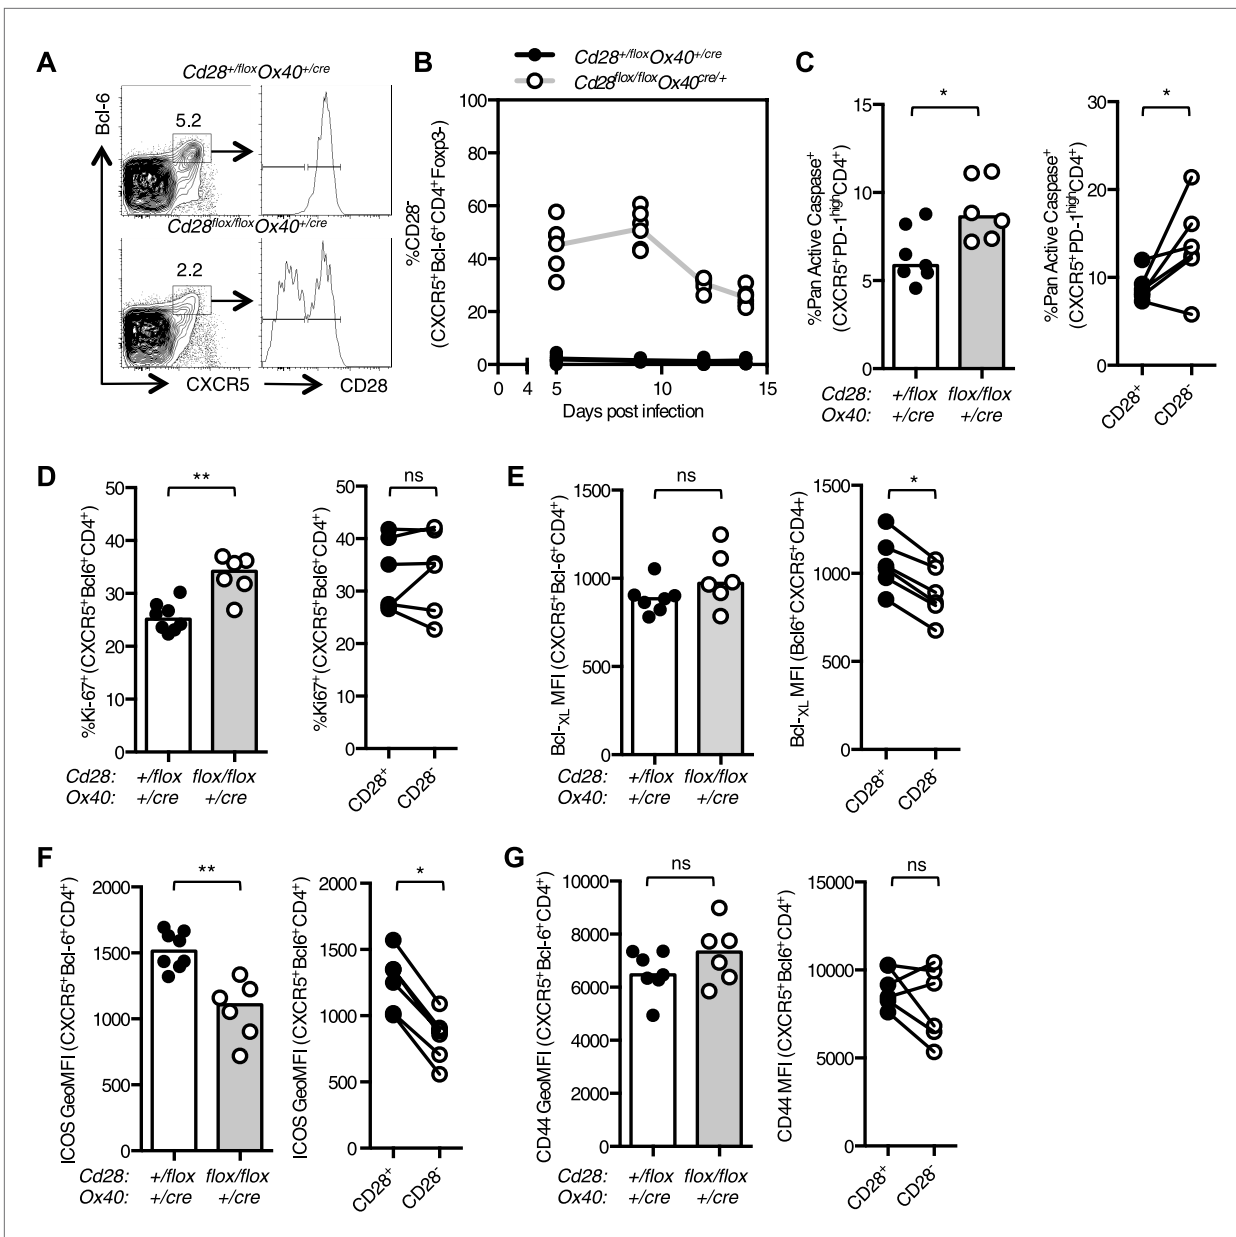 A
Cd28+/floxOx40+/cre
Bcl-6
5.2
Cd28flox/floxOx40+/cre
2.2
CXCR5
CD28
B
Cd28+/floxOx40+/cre
Cd28flox/floxOx40cre/+
%CD28-
(CXCR5+Bcl-6+CD4+Foxp3-)
100
80
60
40
20
0
0 4 5 10 15
Days post infection
C
%Pan Active Caspase+
(CXCR5+PD-1highCD4+)
15
10
5
0
*
Cd28: +/flox flox/flox
Ox40: +/cre +/cre
%Pan Active Caspase+
(CXCR5+PD-1highCD4+)
30
20
10
0
*
CD28+ CD28-
D
%Ki-67+(CXCR5+Bcl6+CD4+)
50
40
30
20
10
0
**
Cd28: +/flox flox/flox
Ox40: +/cre +/cre
%Ki67+(CXCR5+Bcl6+CD4+)
50
40
30
20
10
0
ns
CD28+ CD28-
E
Bcl-XL MFI (CXCR5+Bcl-6+CD4+)
1500
1000
500
0
ns
Cd28: +/flox flox/flox
Ox40: +/cre +/cre
Bcl-XL MFI (Bcl6+CXCR5+CD4+)
1500
1000
500
0
*
CD28+ CD28-
F
ICOS GeoMFI (CXCR5+Bcl-6+CD4+)
2000
1500
1000
500
0
**
Cd28: +/flox flox/flox
Ox40: +/cre +/cre
ICOS GeoMFI (CXCR5+Bcl6+CD4+)
2000
1500
1000
500
0
*
CD28+ CD28-
G
CD44 GeoMFI (CXCR5+Bcl-6+CD4+)
10000
8000
6000
4000
2000
0
ns
Cd28: +/flox flox/flox
Ox40: +/cre +/cre
CD44 MFI (CXCR5+Bcl6+CD4+)
15000
10000
5000
0
ns
CD28+ CD28-